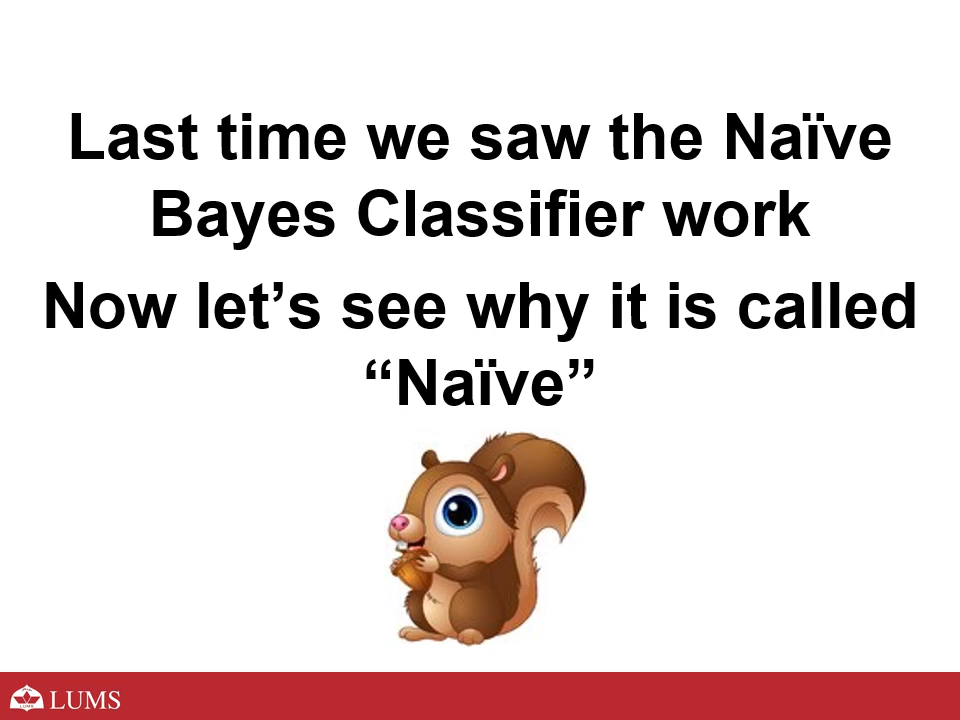 Last time we saw the Naïve
Bayes Classifier work
Now let’s see why it is called
“Naïve”
LUMS